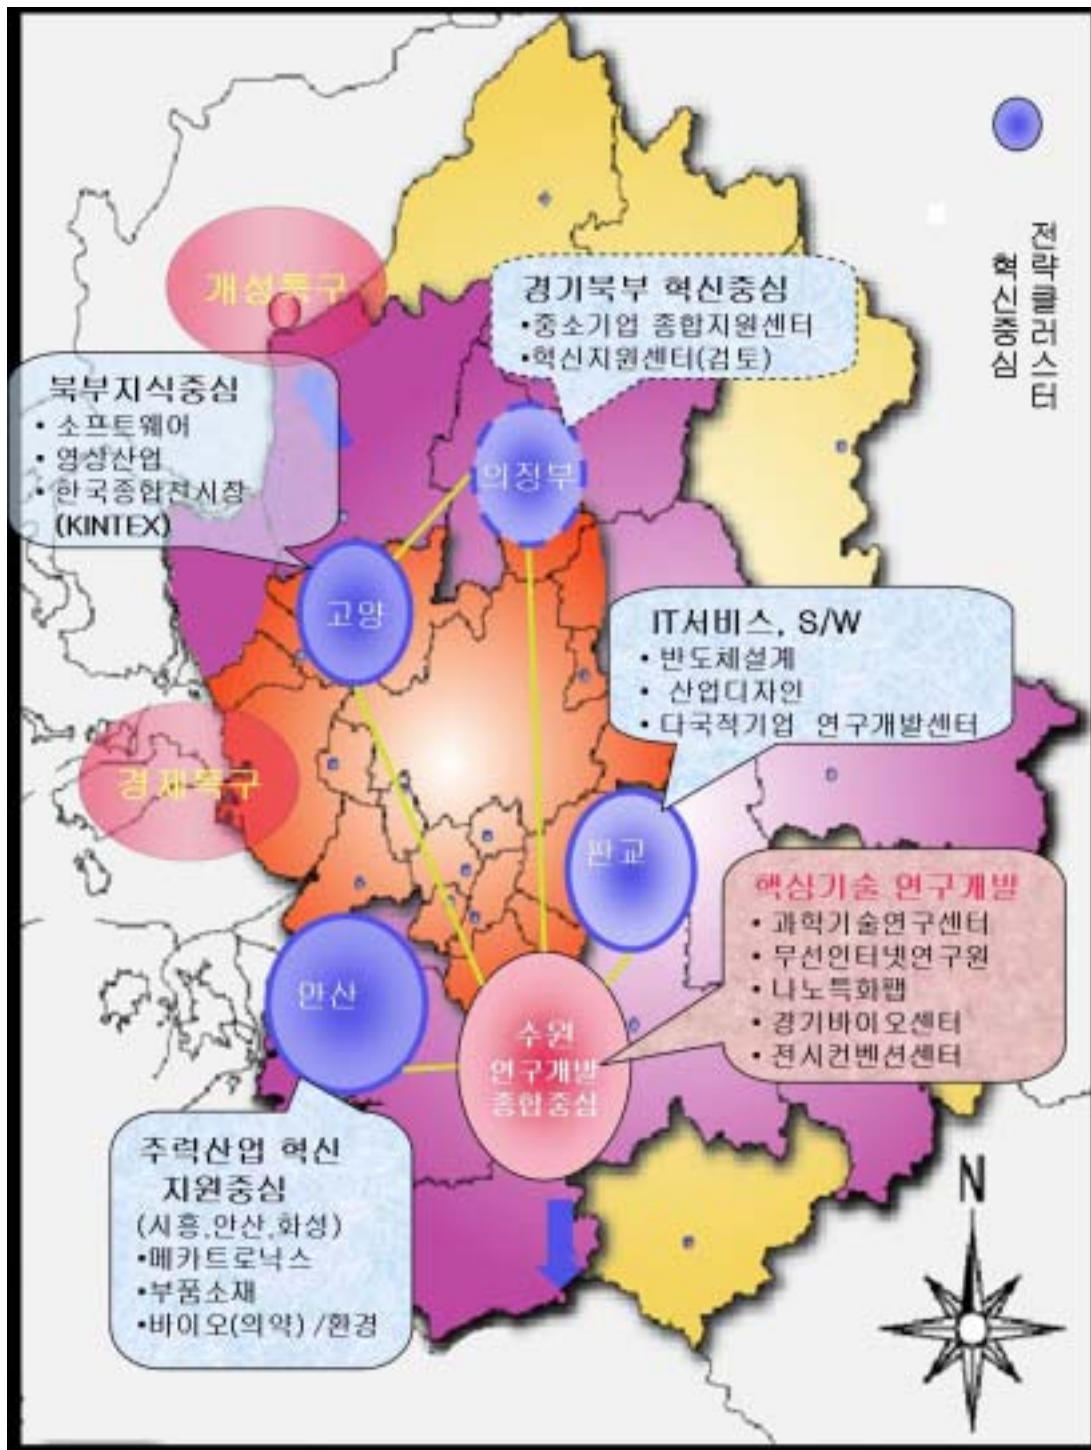 전략클러스터
혁신중심
개성특구
경기북부 혁신중심
•중소기업 종합지원센터
•혁신지원센터(검토)
북부지식중심
• 소프트웨어
• 영상산업
• 한국종합전시장
(KINTEX)
의정부
고양
IT서비스, S/W
• 반도체설계
• 산업디자인
• 다국적기업 연구개발센터
경제특구
판교
핵심기술 연구개발
• 과학기술연구센터
• 무선인터넷연구원
• 나노특화팹
• 경기바이오센터
• 전시컨벤션센터
안산
수원
연구개발
종합중심
주력산업 혁신
지원중심
(시흥,안산,화성)
•메카트로닉스
•부품소재
•바이오(의약) /환경
N